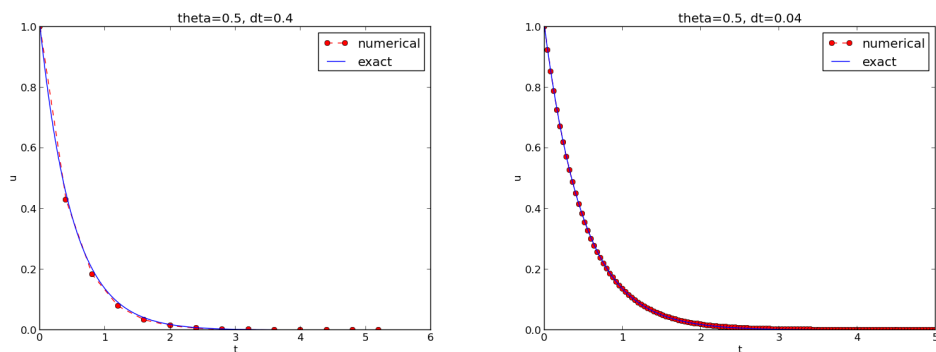 theta=0.5, dt=0.4
numerical
exact
1.0
0.8
0.6
0.4
0.2
0.0
u
0 1 2 3 4 5 6
t
theta=0.5, dt=0.04
numerical
exact
1.0
0.8
0.6
0.4
0.2
0.0
u
0 1 2 3 4 5
t